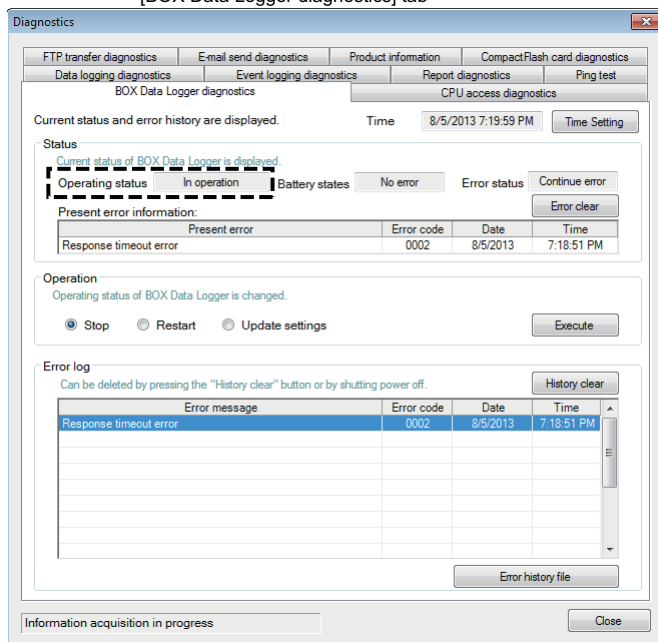 [BOX Data Logger diagnostics] tab
Diagnostics
FTP transfer diagnostics E-mail send diagnostics Product information CompactFlash card diagnostics
Data logging diagnostics Event logging diagnostics Report diagnostics Ping test
BOX Data Logger diagnostics CPU access diagnostics
Current status and error history are displayed. Time 8/5/2013 7:19:59 PM Time Setting
Status
Current status of BOX Data Logger is displayed.
Operating status In operation Battery states No error Error status Continue error
Present error information: Error clear
Present error Error code Date Time
Response timeout error 0002 8/5/2013 7:18:51 PM
Operation
Operating status of BOX Data Logger is changed.
Stop Restart Update settings Execute
Error log
Can be deleted by pressing the "History clear" button or by shutting power off. History clear
Error message Error code Date Time
Response timeout error 0002 8/5/2013 7:18:51 PM
Error history file
Information acquisition in progress Close